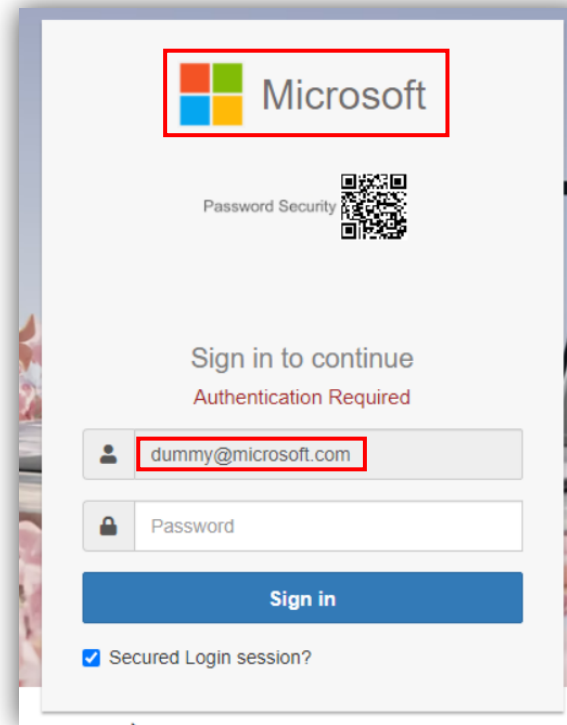 Microsoft
Password Security
Sign in to continue
Authentication Required
dummy@microsoft.com
Password
Sign in
Secured Login session?